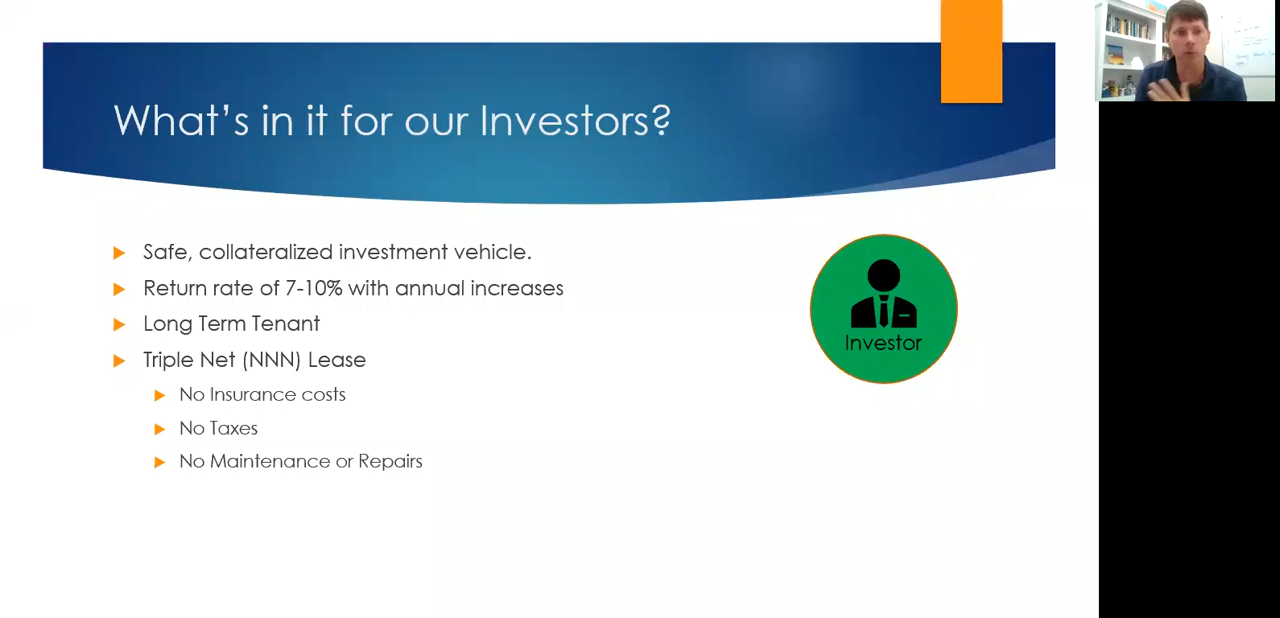 What's in it for our Investors?
Safe, collateralized investment vehicle.
Return rate of 7-10% with annual increases
Long Term Tenant
Triple Net (NNN) Lease
No Insurance costs
No Taxes
No Maintenance or Repairs
Investor